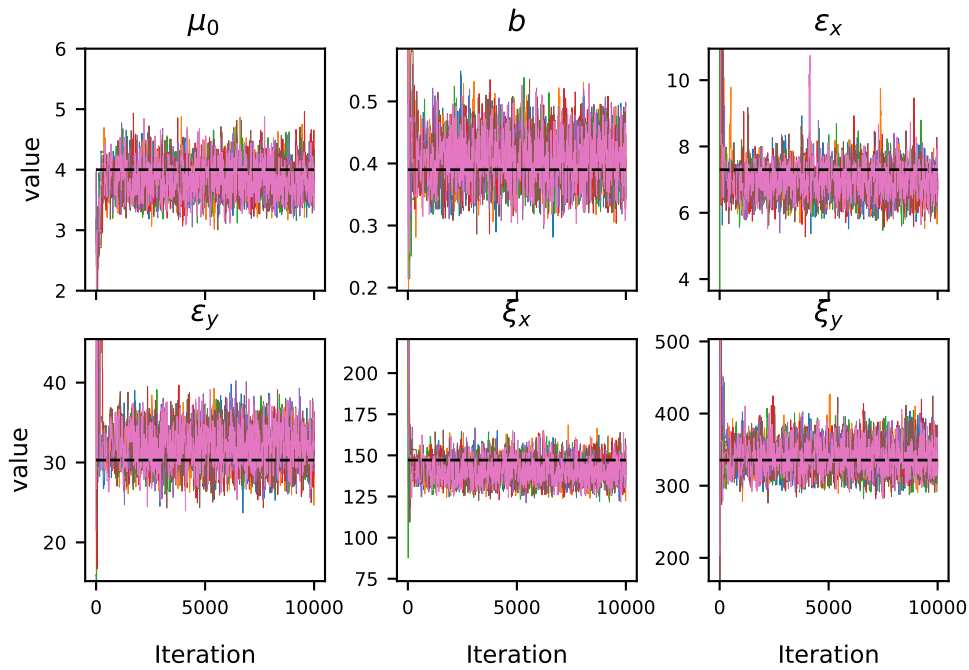 μ₀ b εₓ
value 6 5 4 3 2
0.5 0.4 0.3 0.2
10 8 6 4
ε_y ξₓ ξ_y
value 40 30 20
200 175 150 125 100 75
500 400 300 200
0 5000 10000 0 5000 10000 0 5000 10000
Iteration Iteration Iteration